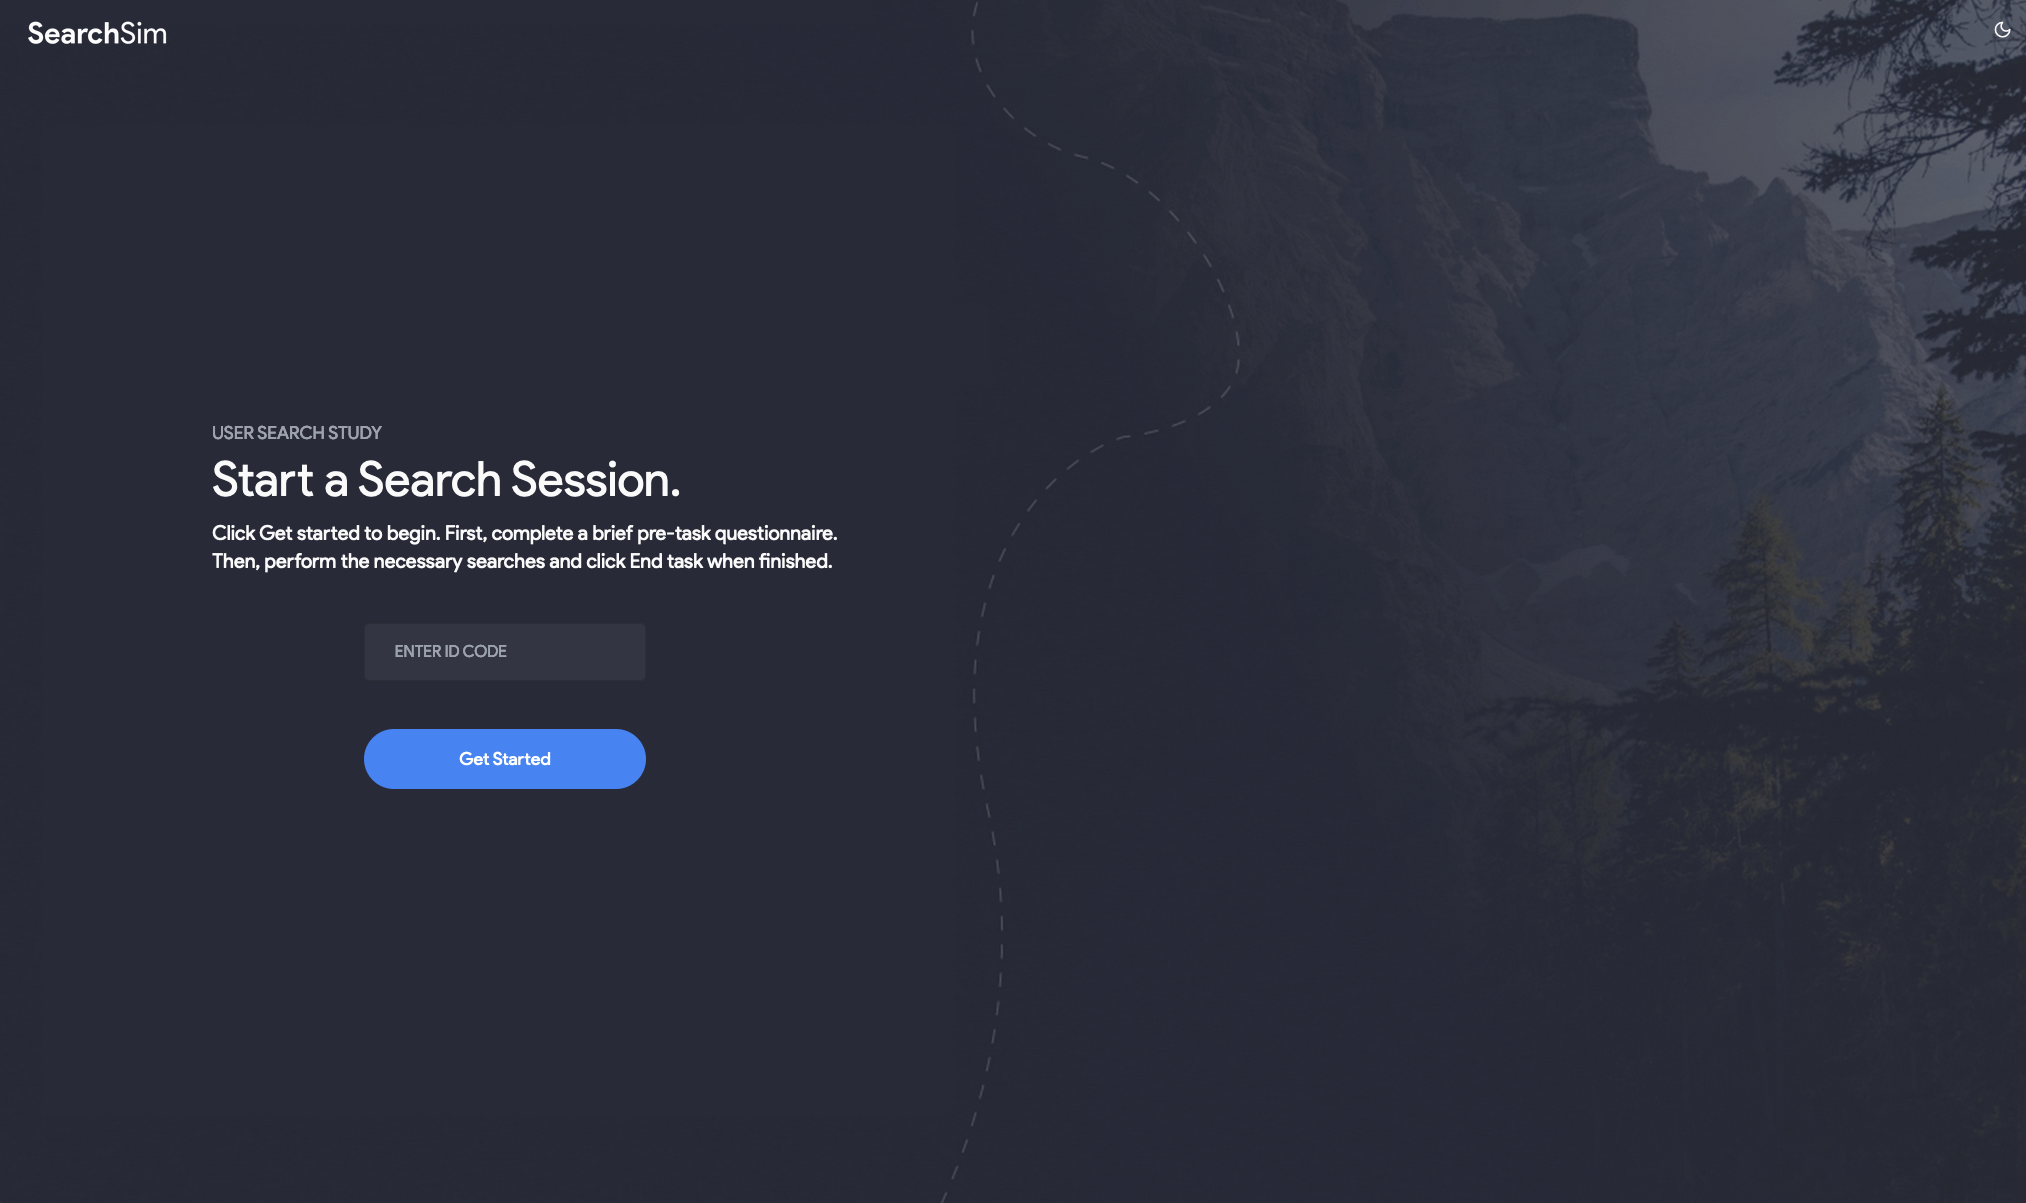 SearchSim
USER SEARCH STUDY
Start a Search Session.
Click Get started to begin. First, complete a brief pre-task questionnaire.
Then, perform the necessary searches and click End task when finished.
ENTER ID CODE
Get Started